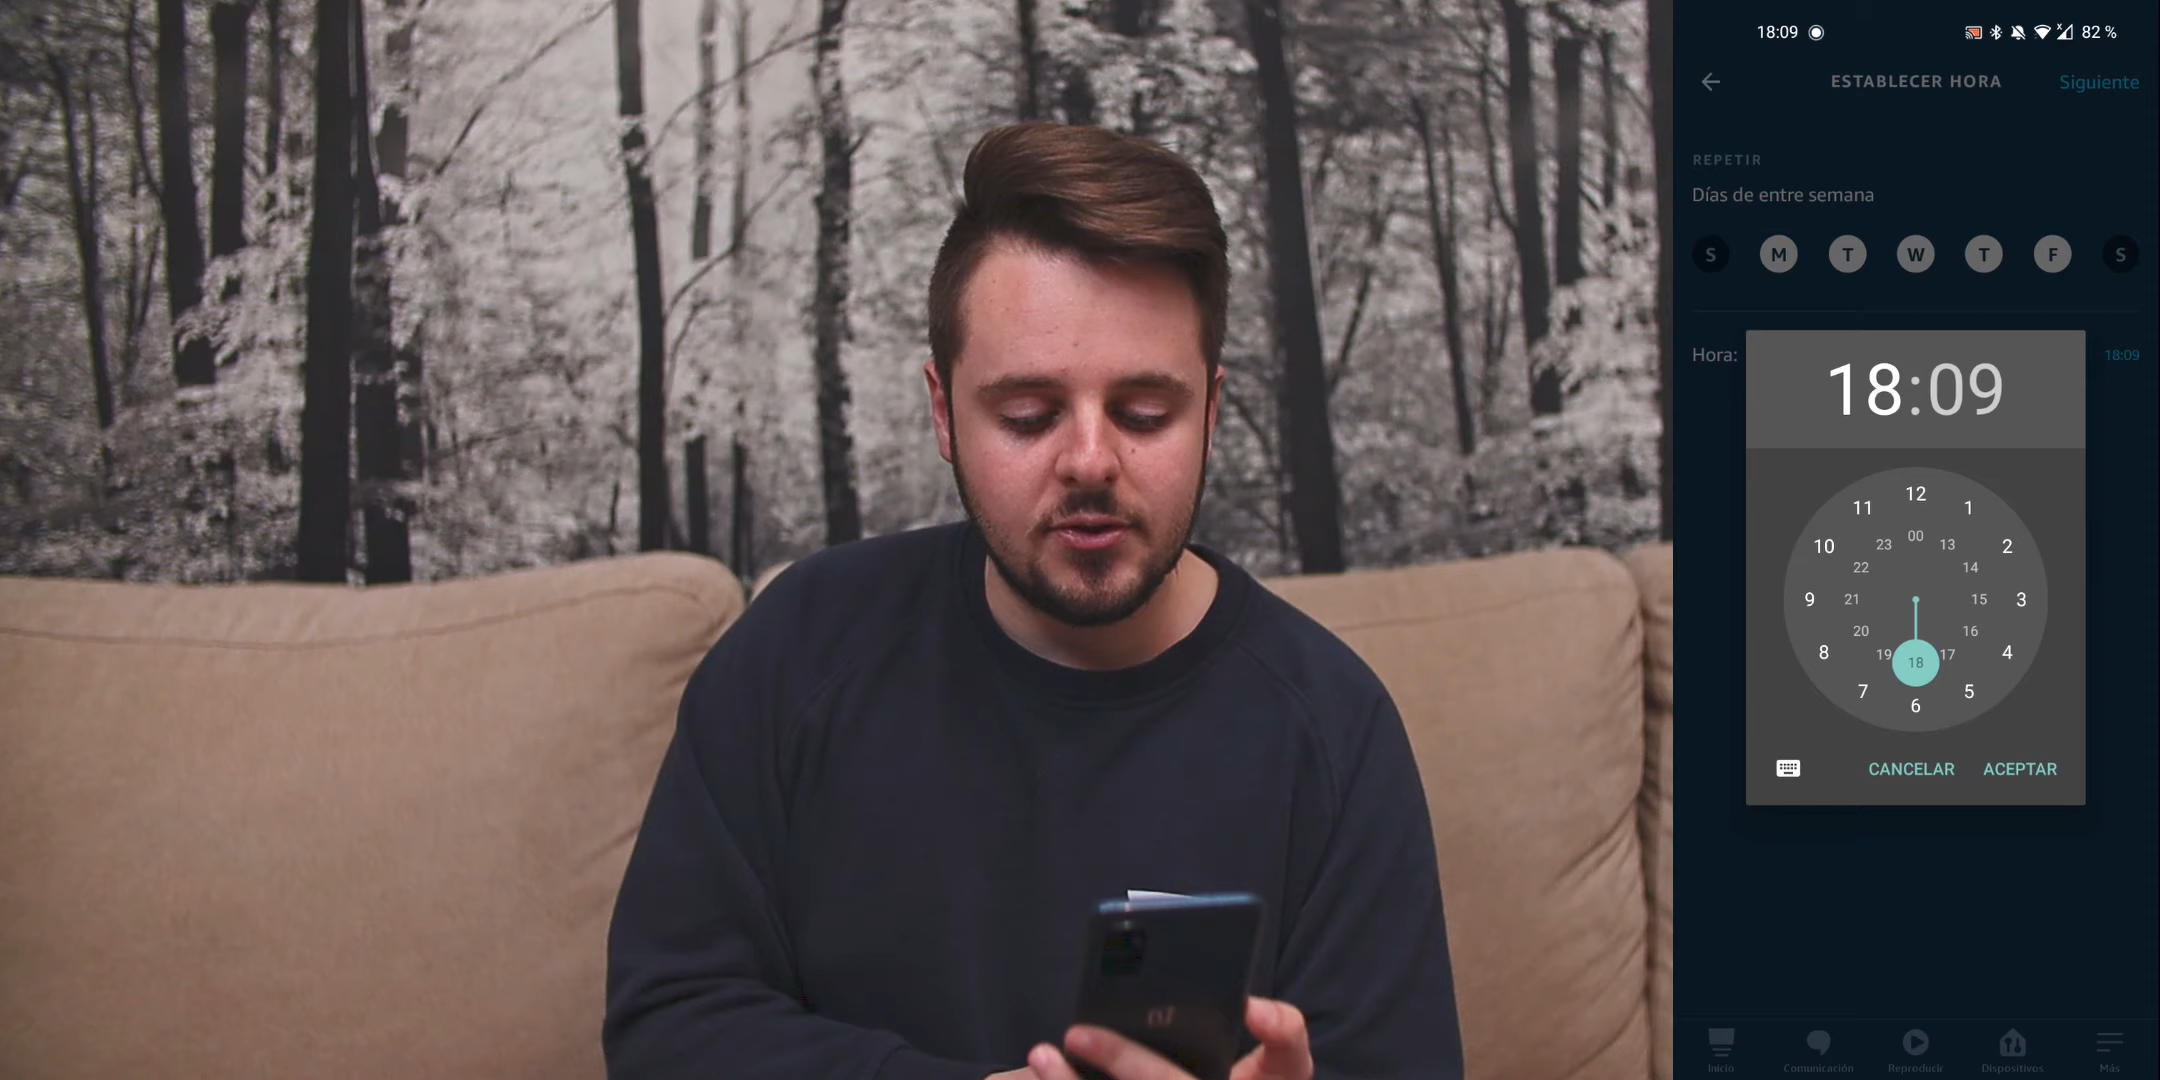 18:09 82 %
ESTABLECER HORA Siguiente
REPETIR
Días de entre semana
S M T W T F S
Hora: 18:09
18:09
12
11 1
00
23 13
10 2
22 14
9 21 15 3
20 16
8 4
19 18 17
7 5
6
CANCELAR ACEPTAR
Inicio Comunicación Reproducir Dispositivos Más